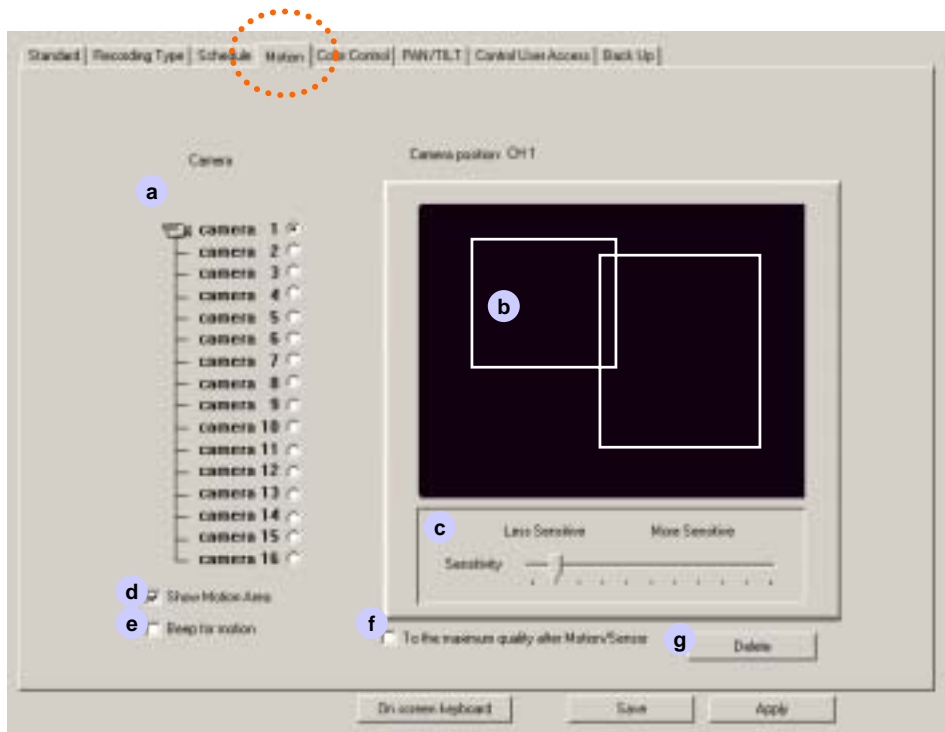 Standard Recording Type Schedule Motion Color Control PAN/TILT Control User Access Back Up
Camera
Camera position: CH 1
a
camera 1
camera 2
camera 3
camera 4
camera 5
camera 6
camera 7
camera 8
camera 9
camera 10
camera 11
camera 12
camera 13
camera 14
camera 15
camera 16
b
c
Less Sensitive More Sensitive
Sensitivity
d
Show Motion Area
e
Beep for motion
f
To the maximum quality after Motion/Sensor
g
Delete
On screen keyboard Save Apply